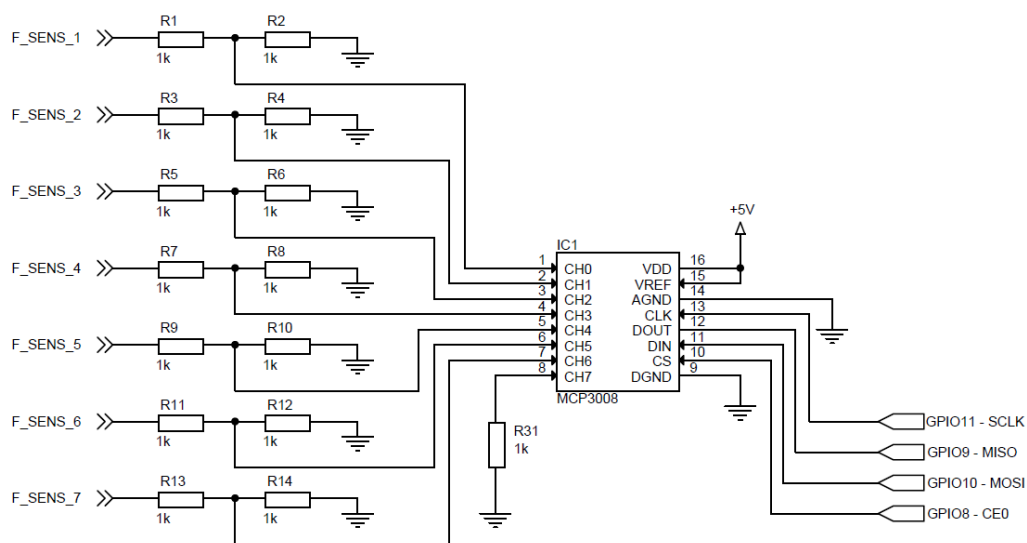 F_SENS_1 R1 1k R2 1k
F_SENS_2 R3 1k R4 1k
F_SENS_3 R5 1k R6 1k
F_SENS_4 R7 1k R8 1k
F_SENS_5 R9 1k R10 1k
F_SENS_6 R11 1k R12 1k
F_SENS_7 R13 1k R14 1k
R31
1k
+5V
IC1
1 CH0 VDD 16
2 CH1 VREF 15
3 CH2 AGND 14
4 CH3 CLK 13
5 CH4 DOUT 12
6 CH5 DIN 11
7 CH6 CS 10
8 CH7 DGND 9
MCP3008
GPIO11 - SCLK
GPIO9 - MISO
GPIO10 - MOSI
GPIO8 - CE0